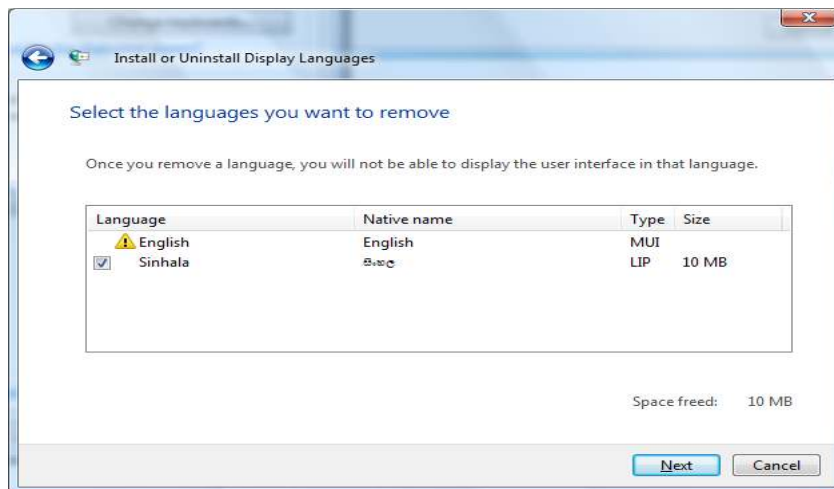 Install or Uninstall Display Languages
Select the languages you want to remove
Once you remove a language, you will not be able to display the user interface in that language.
Language Native name Type Size
English English MUI
Sinhala සිංහල LIP 10 MB
Space freed: 10 MB
Next Cancel